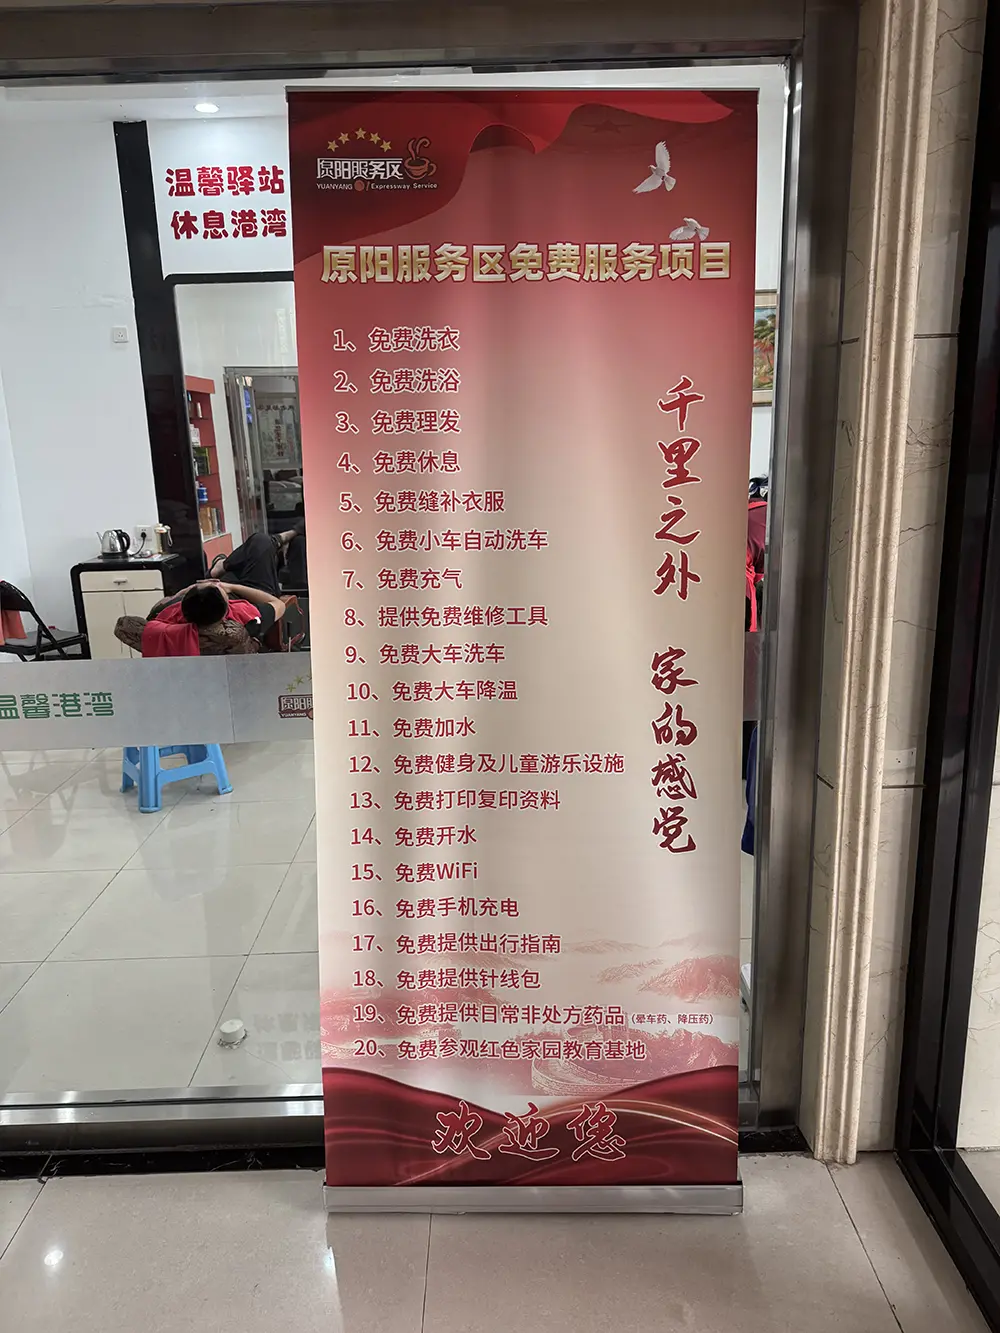 温馨驿站
休息港湾
原阳服务区
YUANYANG Expressway Service
原阳服务区免费服务项目
1、免费洗衣
2、免费洗浴
3、免费理发
4、免费休息
5、免费缝补衣服
6、免费小车自动洗车
7、免费充气
8、提供免费维修工具
9、免费大车洗车
10、免费大车降温
11、免费加水
12、免费健身及儿童游乐设施
13、免费打印复印资料
14、免费开水
15、免费WiFi
16、免费手机充电
17、免费提供出行指南
18、免费提供针线包
19、免费提供日常非处方药品（晕车药、降压药）
20、免费参观红色家园教育基地
千里之外 家的感觉
欢迎您
温馨港湾
YUANYANG